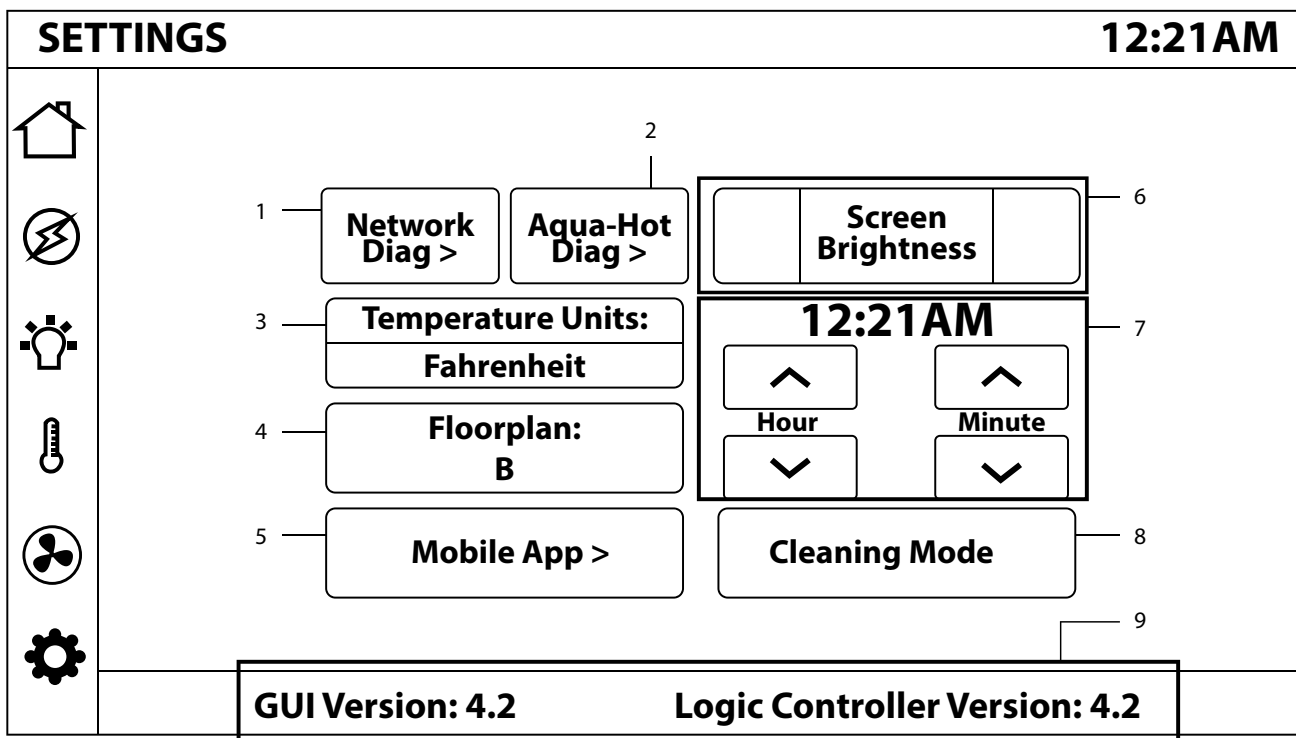 SETTINGS 12:21AM
2
1
Network
Diag >
Aqua-Hot
Diag >
Screen
Brightness
6
3
Temperature Units:
Fahrenheit
12:21AM
7
Hour Minute
4
Floorplan:
B
5
Mobile App >
Cleaning Mode
8
9
GUI Version: 4.2 Logic Controller Version: 4.2